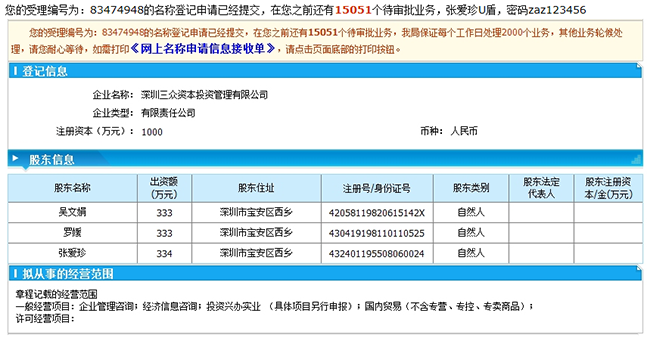 您的受理编号为：83474948的名称登记申请已经提交，在您之前还有15051个待审批业务，张爱珍U盾，密码zaz123456
您的受理编号为：83474948的名称登记申请已经提交，在您之前还有15051个待审批业务，我局保证每个工作日处理2000个业务，其他业务轮候处
理，请您耐心等待，如需打印《网上名称申请信息接收单》，请点击页面底部的打印按钮。
登记信息
企业名称： 深圳三众资本投资管理有限公司
企业类型： 有限责任公司
注册资本（万元）： 1000 币种： 人民币
股东信息
股东名称 出资额(万元) 股东住址 注册号/身份证号 股东类别 股东法定代表人 股东注册资本/金(万元)
吴文娟 333 深圳市宝安区西乡 42058119820615142X 自然人
罗媛 333 深圳市宝安区西乡 430419198110110525 自然人
张爱珍 334 深圳市宝安区西乡 432401195508060024 自然人
拟从事的经营范围
章程记载的经营范围
一般经营项目：企业管理咨询；经济信息咨询；投资兴办实业 （具体项目另行申报）；国内贸易（不含专营、专控、专卖商品）；
许可经营项目：